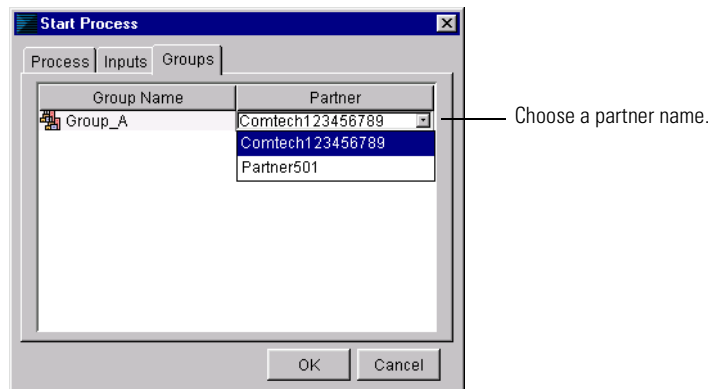 Start Process
Process Inputs Groups
Group Name Partner
Group_A Comtech123456789 Choose a partner name.
Comtech123456789
Partner501
OK Cancel